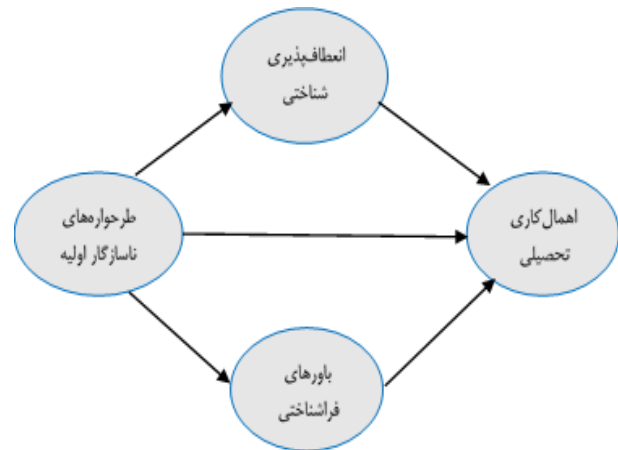 انعطاف‌پذیری
شناختی
طرحواره‌های
ناسازگار اولیه
اهمال‌کاری
تحصیلی
باورهای
فراشناختی